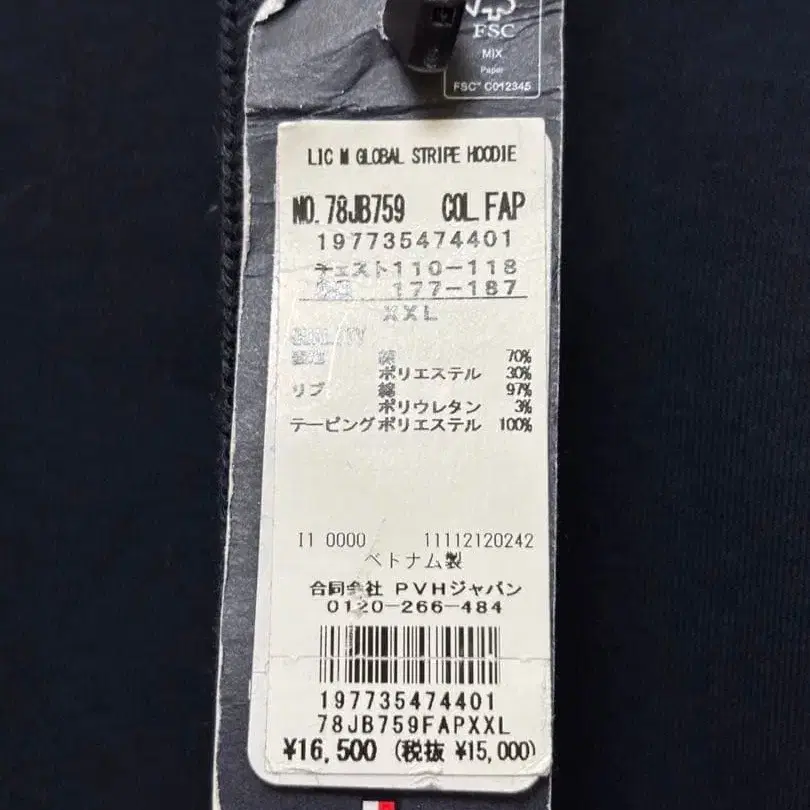 FSC
MIX
Paper
FSC® C012345
LIC M GLOBAL STRIPE HOODIE
NO.78JB759 COL.FAP
197735474401
チェスト110-118
177-187
XXL
QUALITY
綿 70%
ポリエステル 30%
リブ 綿 97%
ポリウレタン 3%
テーピング ポリエステル 100%
I1 0000 11112120242
ベトナム製
合同会社 PVHジャパン
0120-266-484
197735474401
78JB759FAPXXL
¥16,500 (税抜 ¥15,000)